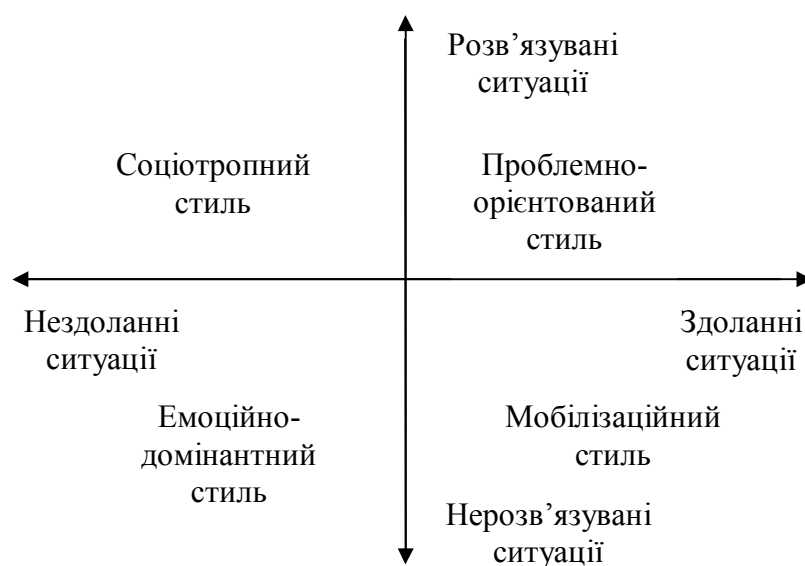 Розв’язувані
ситуації
Соціотропний
стиль
Проблемно-
орієнтований
стиль
Нездоланні
ситуації
Здоланні
ситуації
Емоційно-
домінантний
стиль
Мобілізаційний
стиль
Нерозв’язувані
ситуації